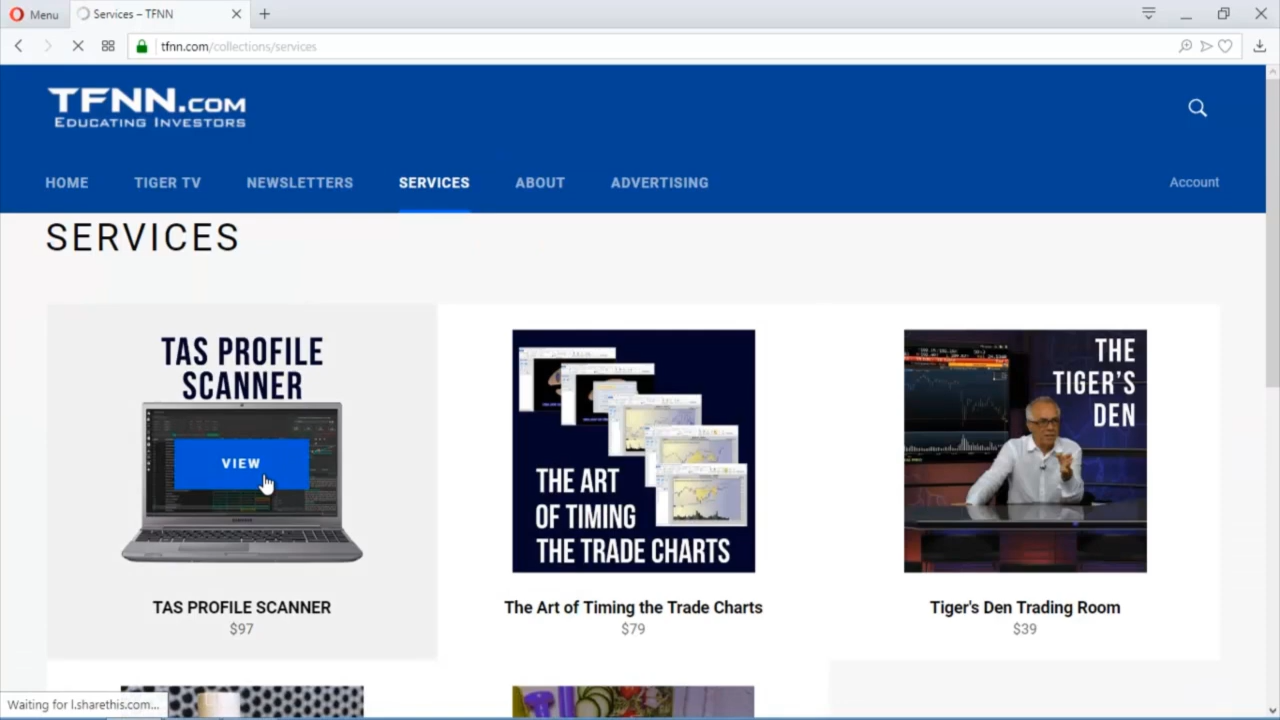 Menu
Services – TFNN
tfnn.com/collections/services
TFNN.COM
EDUCATING INVESTORS
HOME
TIGER TV
NEWSLETTERS
SERVICES
ABOUT
ADVERTISING
Account
SERVICES
TAS PROFILE
SCANNER
VIEW
TAS PROFILE SCANNER
$97
THE ART
OF TIMING
THE TRADE CHARTS
The Art of Timing the Trade Charts
$79
THE
TIGER'S
DEN
Tiger's Den Trading Room
$39
Waiting for l.sharethis.com...